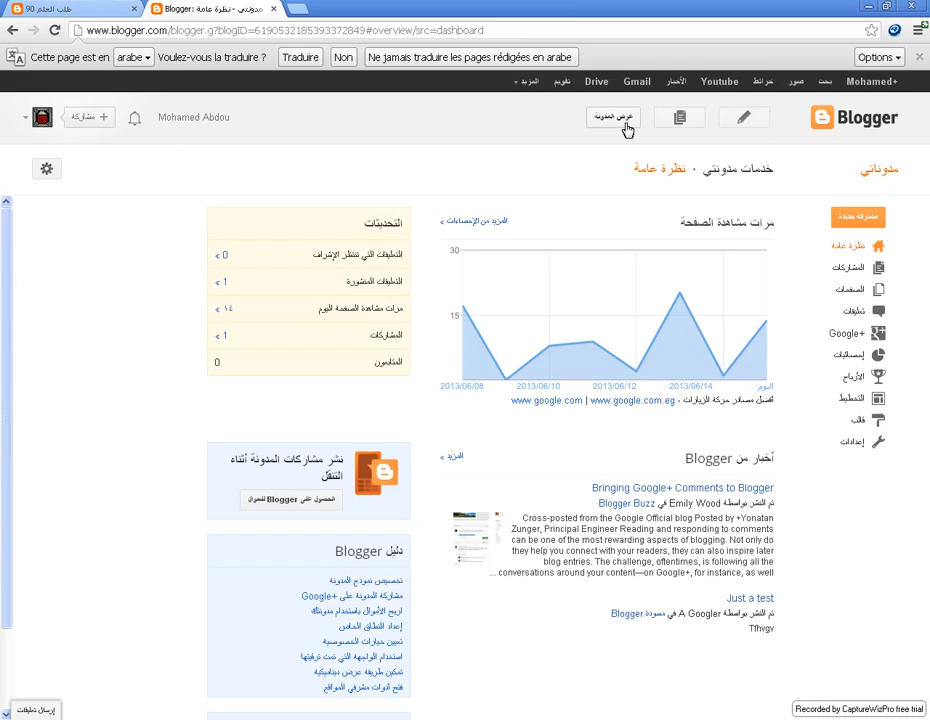 طلب العلم 90
Blogger: مدونتي - نظرة عامة
www.blogger.com/blogger.g?blogID=6190532185393372849#overview/src=dashboard
Cette page est en arabe Voulez-vous la traduire ? Traduire Non Ne jamais traduire les pages rédigées en arabe Options
Mohamed+ بحث صور خرائط Youtube الأخبار Gmail Drive تقويم المزيد
Blogger
عرض المدونة
Mohamed Abdou
مشاركة +
مدوناتي
خدمات مدونتي · نظرة عامة
مشاركة جديدة
نظرة عامة
المشاركات
الصفحات
تعليقات
Google+
إحصائيات
الأرباح
التخطيط
قالب
إعدادات
مرات مشاهدة الصفحة
المزيد من الإحصاءات »
30
15
2013/06/08 2013/06/10 2013/06/12 2013/06/14 اليوم
أفضل مصادر حركة الزيارات - www.google.com.eg | www.google.com
التحديثات
التعليقات التي تنتظر الإشراف 0 »
التعليقات المنشورة 1 »
مرات مشاهدة الصفحة اليوم ١٤ »
المشاركات 1 »
المتابعون 0
أخبار من Blogger
المزيد »
Bringing Google+ Comments to Blogger
تم النشر بواسطة Emily Wood في Blogger Buzz
Cross-posted from the Google Official blog Posted by +Yonatan
Zunger, Principal Engineer Reading and responding to comments
can be one of the most rewarding aspects of blogging. Not only do
they help you connect with your readers, they can also inspire later
blog entries. The challenge, oftentimes, is following all the
... conversations around your content—on Google+, for instance, as well
Just a test
تم النشر بواسطة A Googler في مسودة Blogger
Tfhvgv
نشر مشاركات المدونة أثناء
التنقل
الحصول على Blogger للجوال
دليل Blogger
تخصيص نموذج المدونة
مشاركة المدونة على Google+
اربح الأموال باستخدام مدونتك
إعداد النطاق الخاص
تعيين خيارات الخصوصية
استخدام الواجهة التي تمت ترقيتها
تمكين طريقة عرض ديناميكية
فتح أدوات مشرفي المواقع
إرسال تعليقات
Recorded by CaptureWizPro free trial